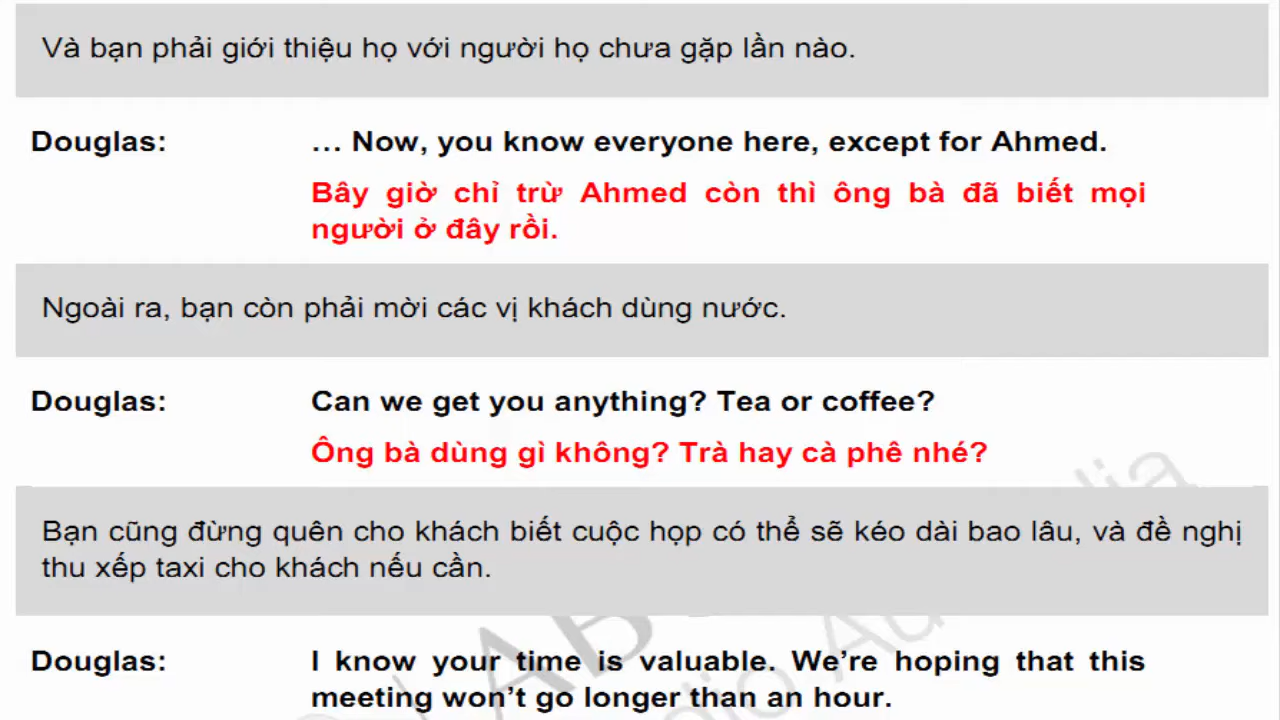 Và bạn phải giới thiệu họ với người họ chưa gặp lần nào.
Douglas: … Now, you know everyone here, except for Ahmed.
Bây giờ chỉ trừ Ahmed còn thì ông bà đã biết mọi
người ở đây rồi.
Ngoài ra, bạn còn phải mời các vị khách dùng nước.
Douglas: Can we get you anything? Tea or coffee?
Ông bà dùng gì không? Trà hay cà phê nhé?
Bạn cũng đừng quên cho khách biết cuộc họp có thể sẽ kéo dài bao lâu, và đề nghị
thu xếp taxi cho khách nếu cần.
Douglas: I know your time is valuable. We’re hoping that this
meeting won’t go longer than an hour.